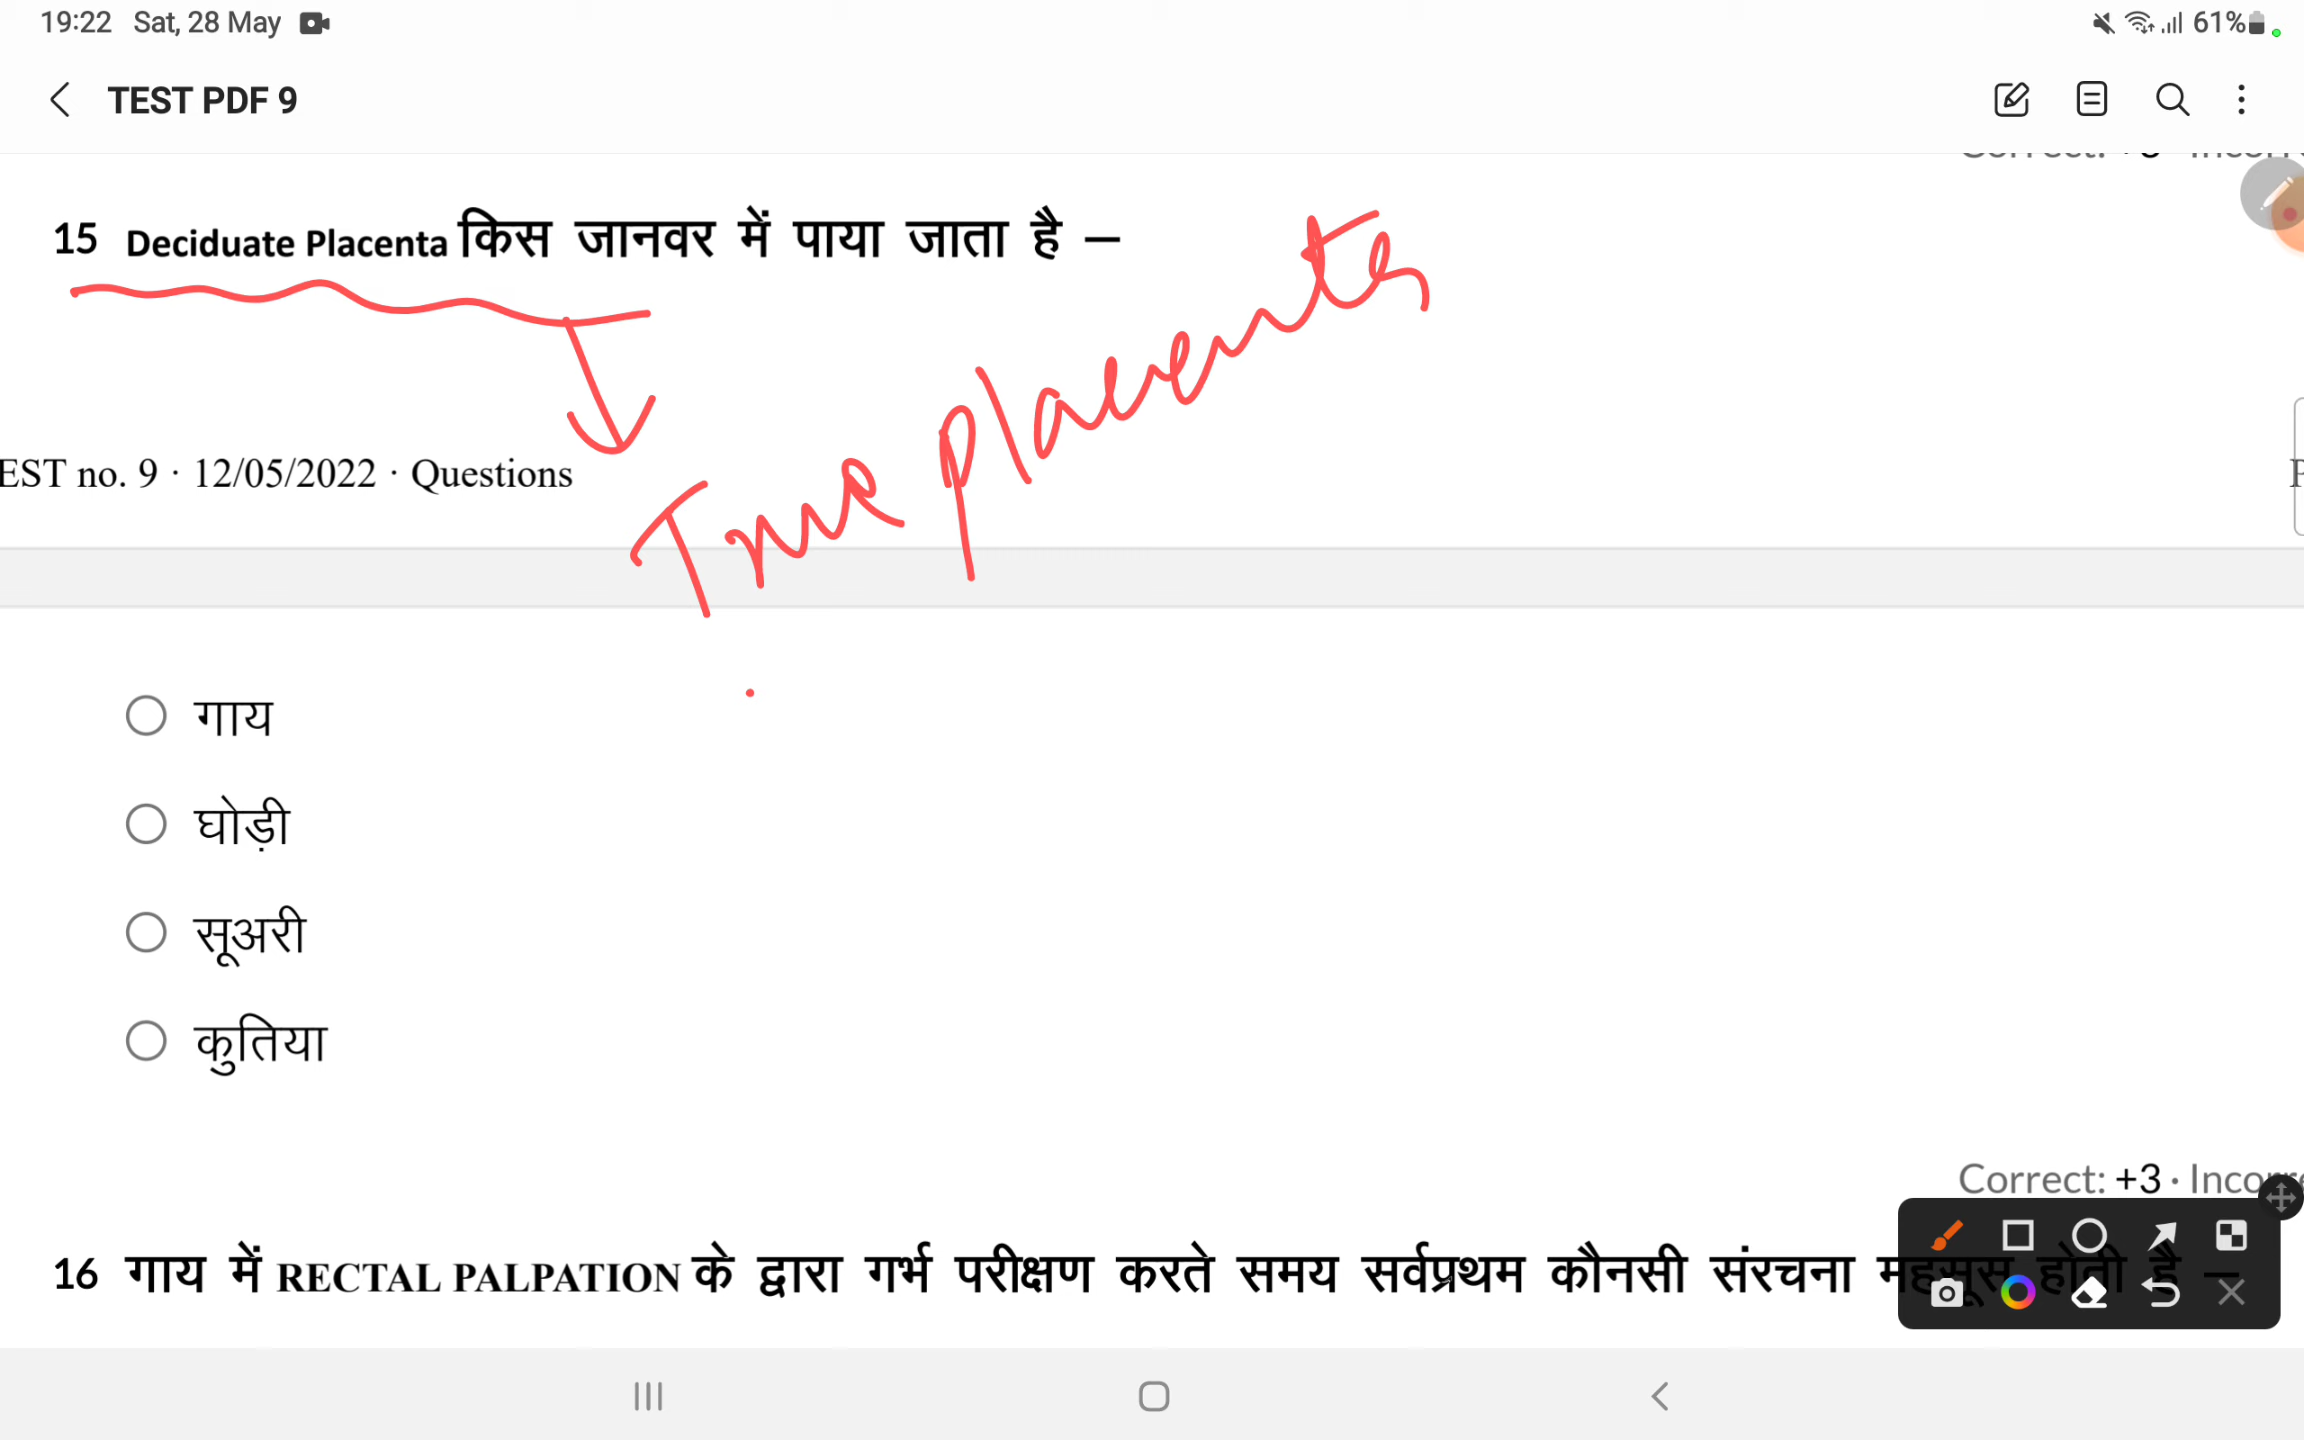 19:22 Sat, 28 May 61%
TEST PDF 9
15 Deciduate Placenta किस जानवर में पाया जाता है –
True placenta
EST no. 9 · 12/05/2022 · Questions
गाय
घोड़ी
सूअरी
कुतिया
Correct: +3 · Incorre
16 गाय में RECTAL PALPATION के द्वारा गर्भ परीक्षण करते समय सर्वप्रथम कौनसी संरचना महसूस होती है –